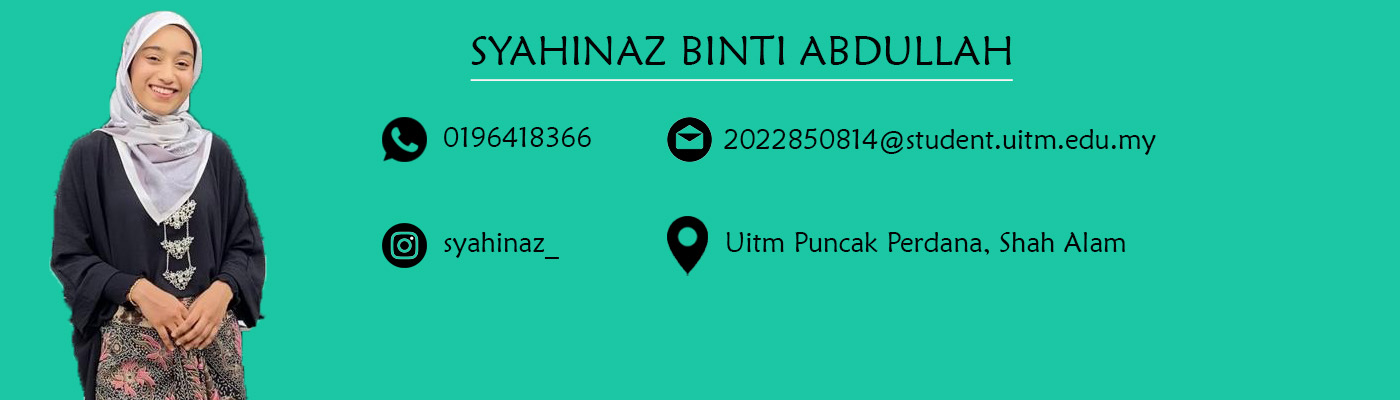 SYAHINAZ BINTI ABDULLAH
0196418366
2022850814@student.uitm.edu.my
syahinaz_
Uitm Puncak Perdana, Shah Alam